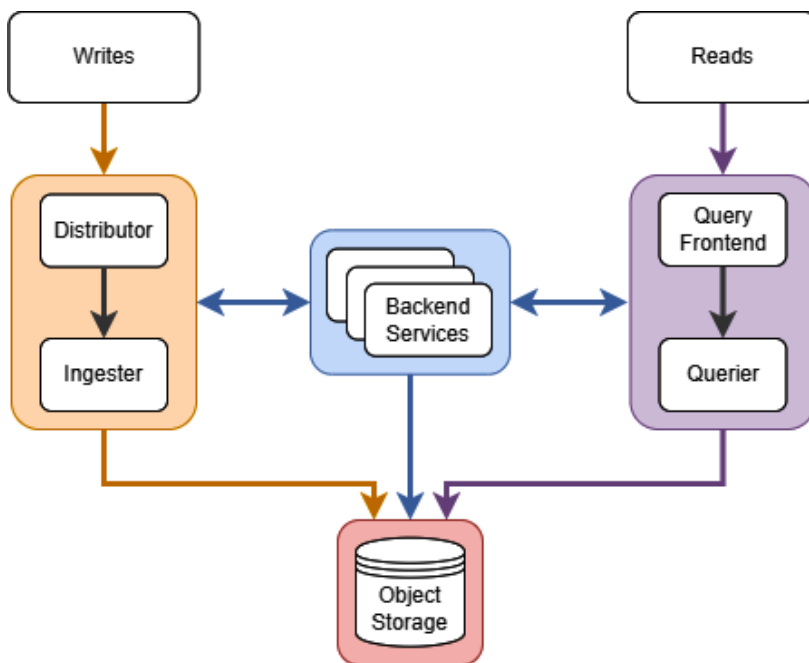 Writes
Reads
Distributor
Query
Frontend
Backend
Services
Ingester
Querier
Object
Storage